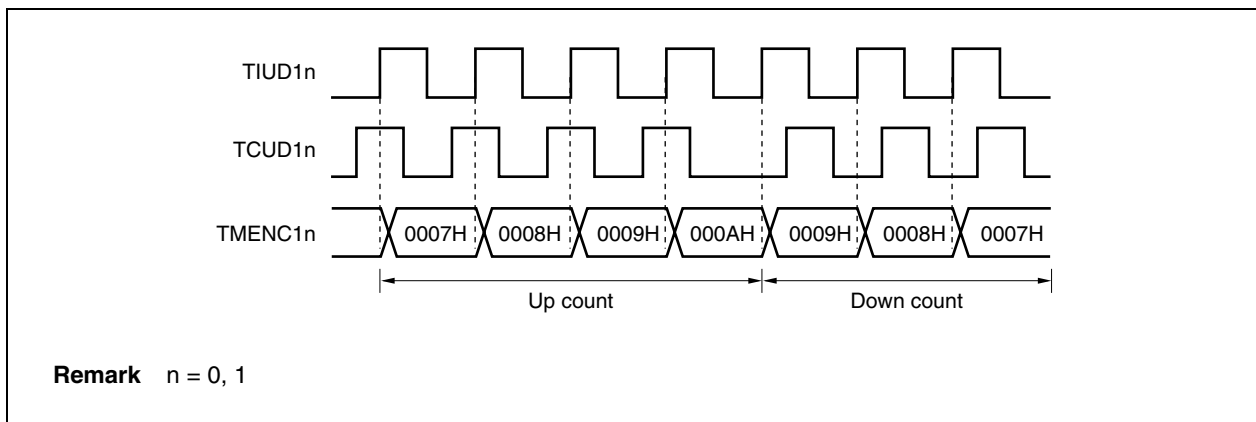 TIUD1n
TCUD1n
TMENC1n
0007H 0008H 0009H 000AH 0009H 0008H 0007H
Up count Down count
Remark n = 0, 1